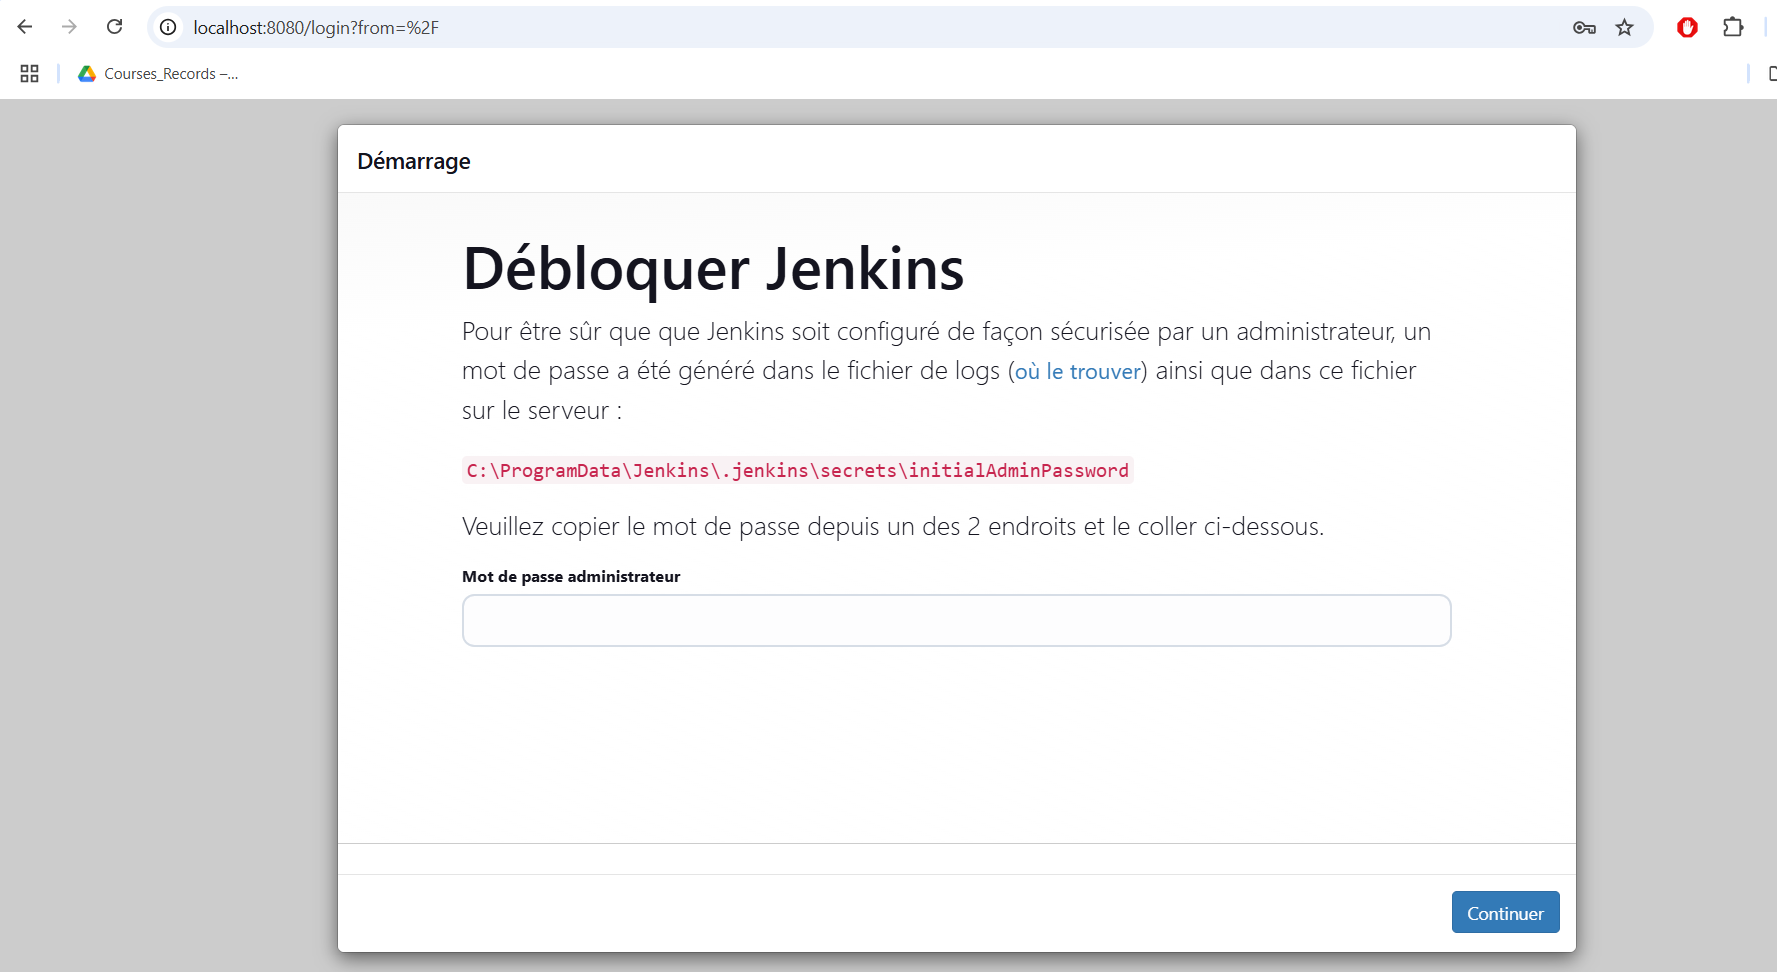 localhost:8080/login?from=%2F
Courses_Records –...
Démarrage
Débloquer Jenkins
Pour être sûr que que Jenkins soit configuré de façon sécurisée par un administrateur, un
mot de passe a été généré dans le fichier de logs (où le trouver) ainsi que dans ce fichier
sur le serveur :
C:\ProgramData\Jenkins\.jenkins\secrets\initialAdminPassword
Veuillez copier le mot de passe depuis un des 2 endroits et le coller ci-dessous.
Mot de passe administrateur
Continuer